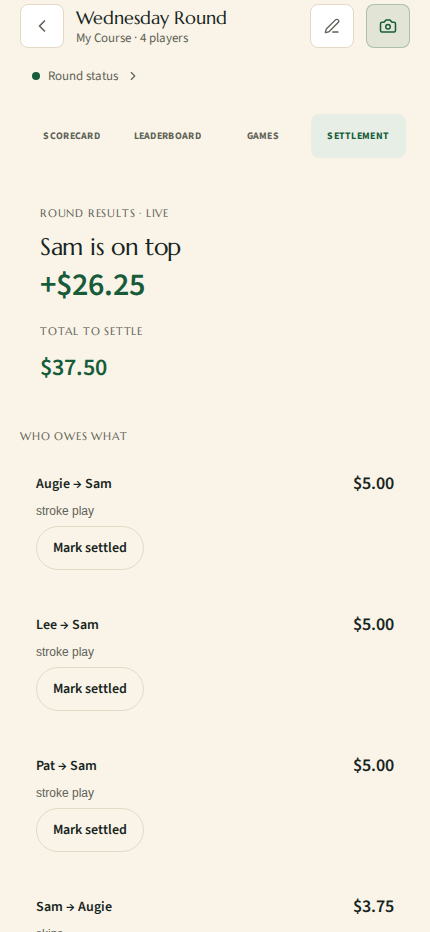 Wednesday Round
My Course · 4 players
Round status
SCORECARD LEADERBOARD GAMES SETTLEMENT
ROUND RESULTS · LIVE
Sam is on top
+$26.25
TOTAL TO SETTLE
$37.50
WHO OWES WHAT
Augie → Sam $5.00
stroke play
Mark settled
Lee → Sam $5.00
stroke play
Mark settled
Pat → Sam $5.00
stroke play
Mark settled
Sam → Augie $3.75